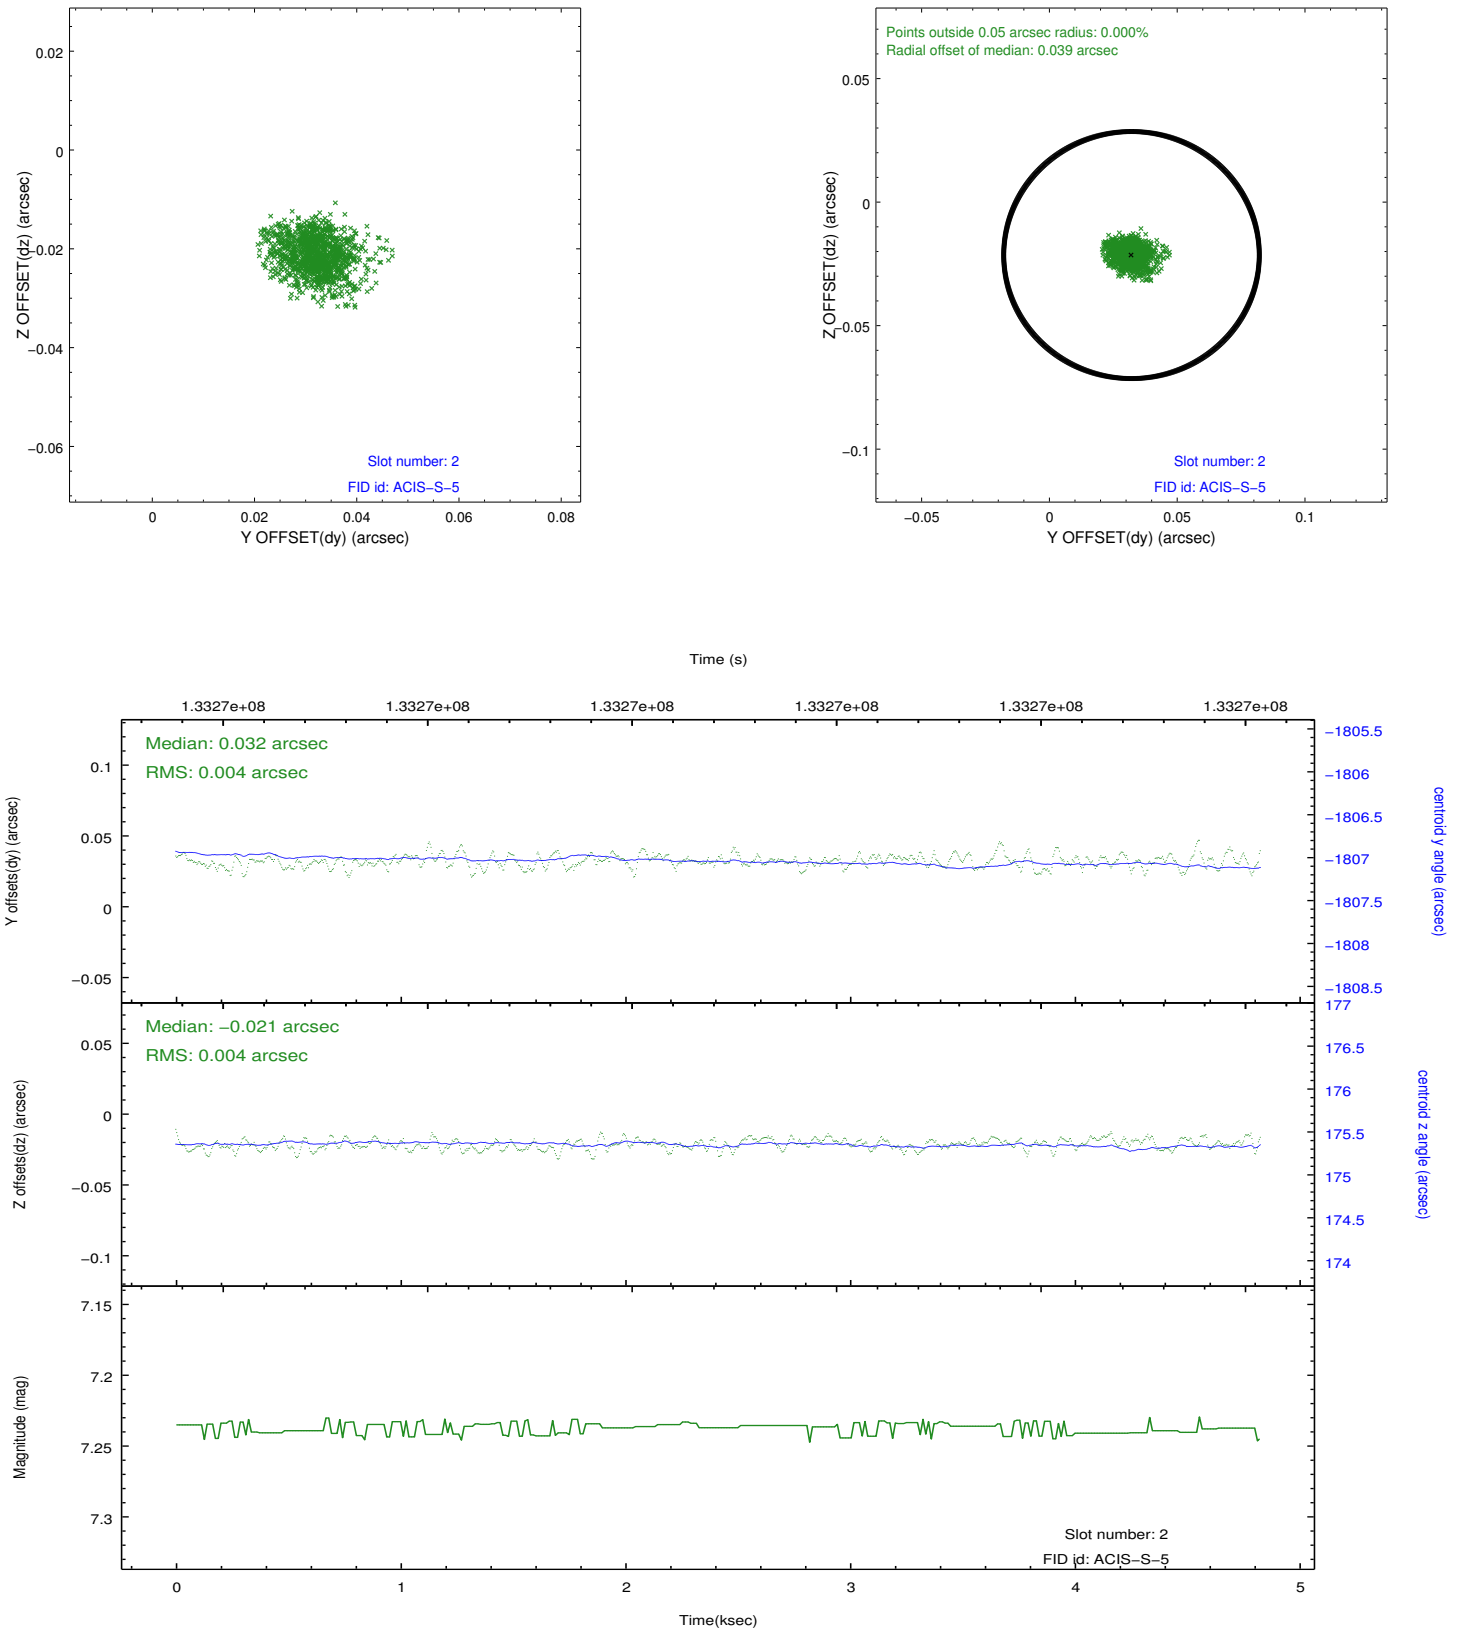 0.02
0
−0.02
−0.04
−0.06
Z OFFSET(dz) (arcsec)
Slot number: 2
FID id: ACIS−S−5
0 0.02 0.04 0.06 0.08
Y OFFSET(dy) (arcsec)
Points outside 0.05 arcsec radius: 0.000%
Radial offset of median: 0.039 arcsec
0.05
0
−0.05
−0.1
Z OFFSET(dz) (arcsec)
Slot number: 2
FID id: ACIS−S−5
−0.05 0 0.05 0.1
Y OFFSET(dy) (arcsec)
Time (s)
1.3327e+08 1.3327e+08 1.3327e+08 1.3327e+08 1.3327e+08 1.3327e+08
Median: 0.032 arcsec
RMS: 0.004 arcsec
0.1
0.05
0
−0.05
Y offsets(dy) (arcsec)
−1805.5
−1806
−1806.5
−1807
−1807.5
−1808
−1808.5
centroid y angle (arcsec)
Median: −0.021 arcsec
RMS: 0.004 arcsec
0.05
0
−0.05
−0.1
Z offsets(dz) (arcsec)
177
176.5
176
175.5
175
174.5
174
centroid z angle (arcsec)
7.15
7.2
7.25
7.3
Magnitude (mag)
Slot number: 2
FID id: ACIS−S−5
0 1 2 3 4 5
Time(ksec)